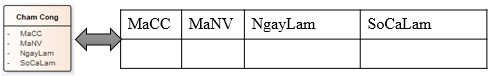 Cham Cong
- MaCC
- MaNV
- NgayLam
- SoCaLam
MaCC MaNV NgayLam SoCaLam